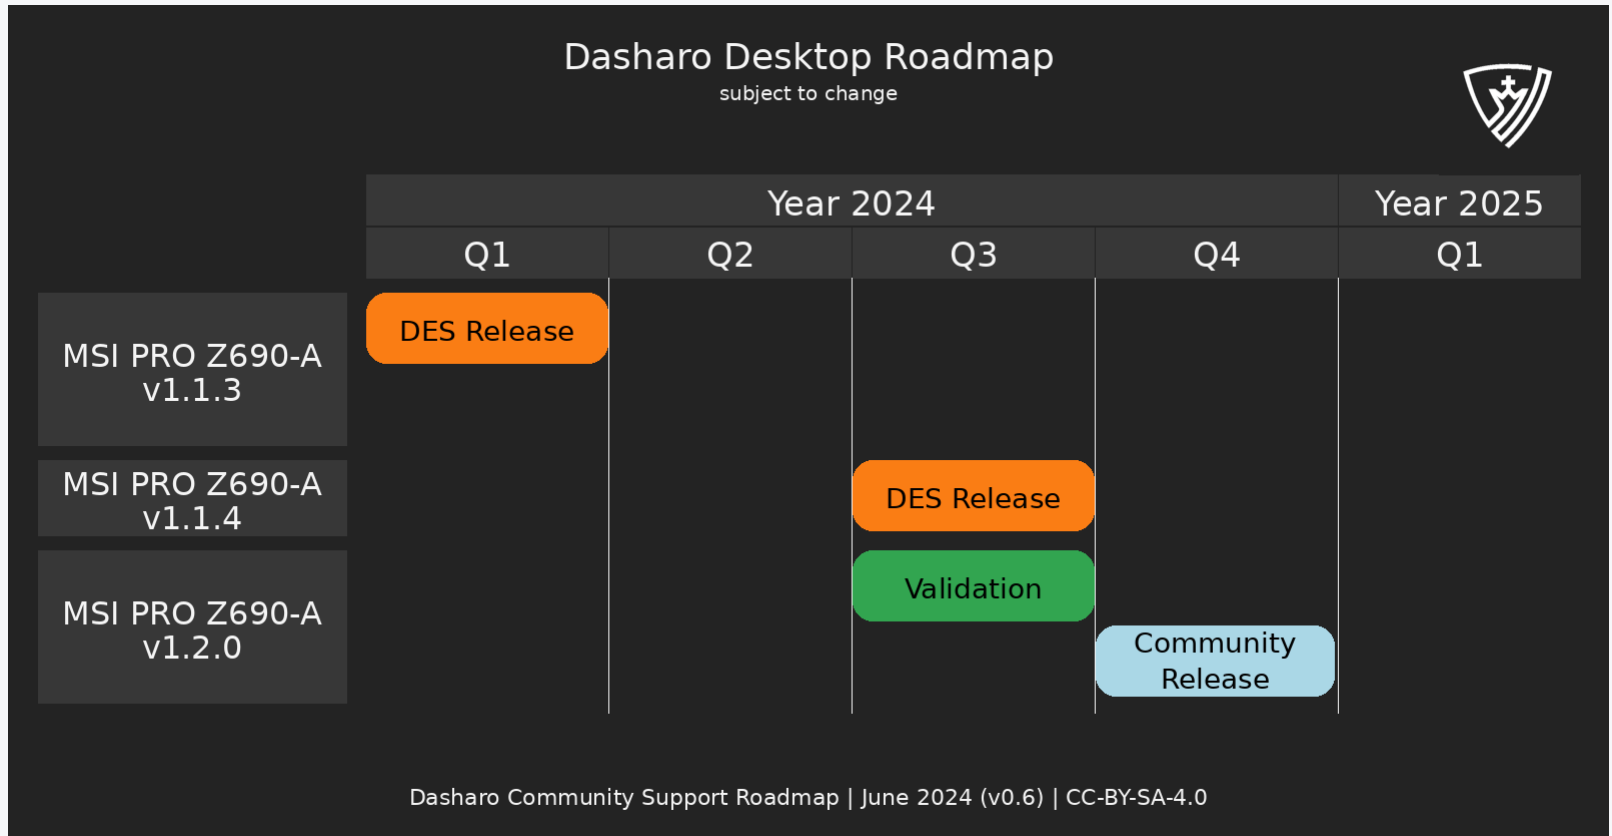 Dasharo Desktop Roadmap
subject to change
Year 2024
Year 2025
Q1
Q2
Q3
Q4
Q1
MSI PRO Z690-A
v1.1.3
DES Release
MSI PRO Z690-A
v1.1.4
DES Release
MSI PRO Z690-A
v1.2.0
Validation
Community
Release
Dasharo Community Support Roadmap | June 2024 (v0.6) | CC-BY-SA-4.0